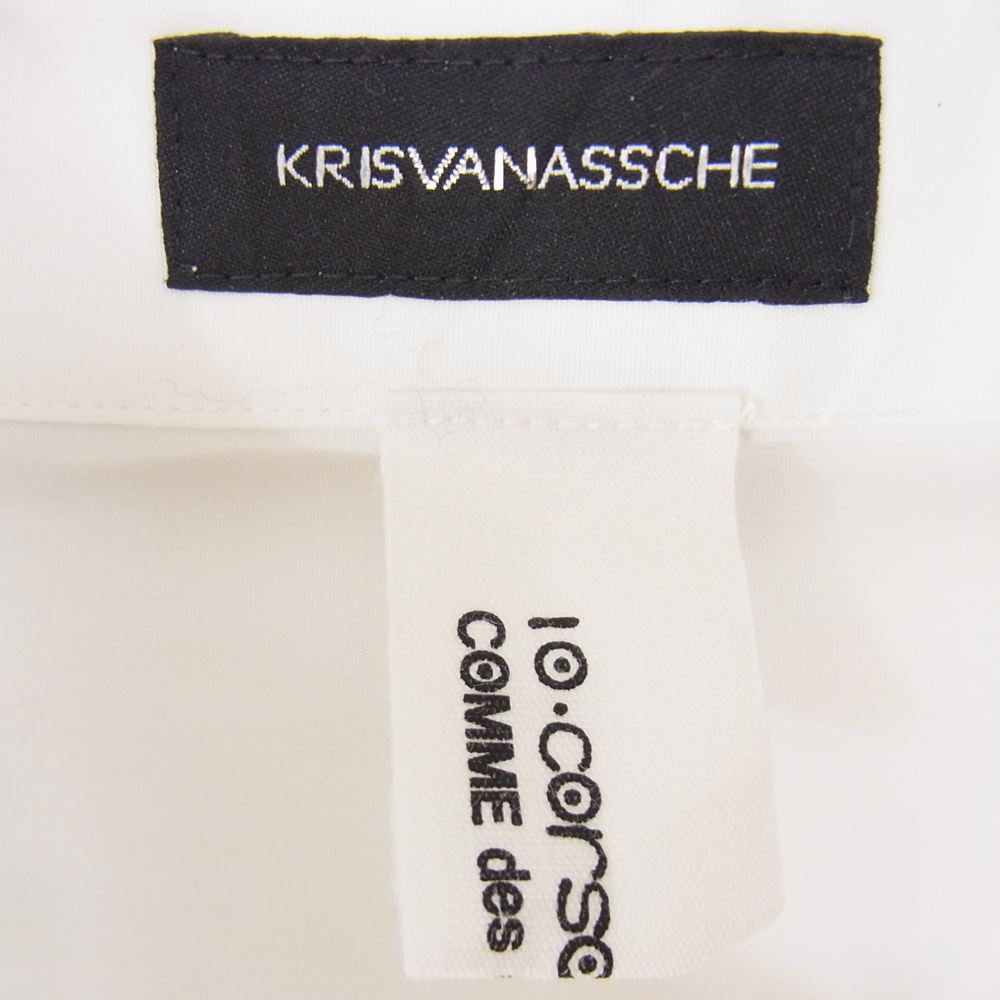 KRISVANASSCHE
10·corso
COMME des